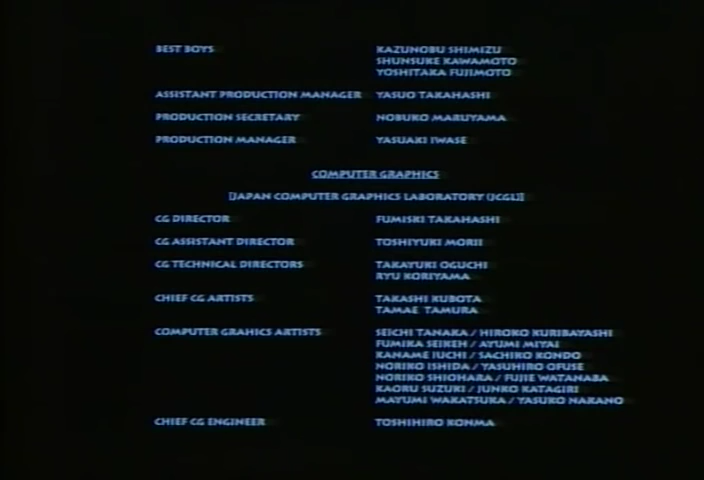 BEST BOYS KAZUNOBU SHIMIZU
SHUNSUKE KAWAMOTO
YOSHITAKA FUJIMOTO
ASSISTANT PRODUCTION MANAGER YASUO TAKAHASHI
PRODUCTION SECRETARY NOBUKO MARUYAMA
PRODUCTION MANAGER YASUAKI IWASE
COMPUTER GRAPHICS
[JAPAN COMPUTER GRAPHICS LABORATORY (JCGL)]
CG DIRECTOR FUMISKI TAKAHASHI
CG ASSISTANT DIRECTOR TOSHIYUKI MORII
CG TECHNICAL DIRECTORS TAKAYUKI OGUCHI
RYU KORIYAMA
CHIEF CG ARTISTS TAKASHI KUBOTA
TAMAE TAMURA
COMPUTER GRAHICS ARTISTS SEICHI TANAKA / HIROKO KURIBAYASHI
FUMIKA SEIKEH / AYUMI MIYAI
KANAME IUCHI / SACHIKO KONDO
NORIKO ISHIDA / YASUHIRO OFUSE
NORIKO SHIOHARA / FUJIE WATANABA
KAORU SUZUKI / JUNKO KATAGIRI
MAYUMI WAKATSUKA / YASUKO NAKANO
CHIEF CG ENGINEER TOSHIHIRO KONMA